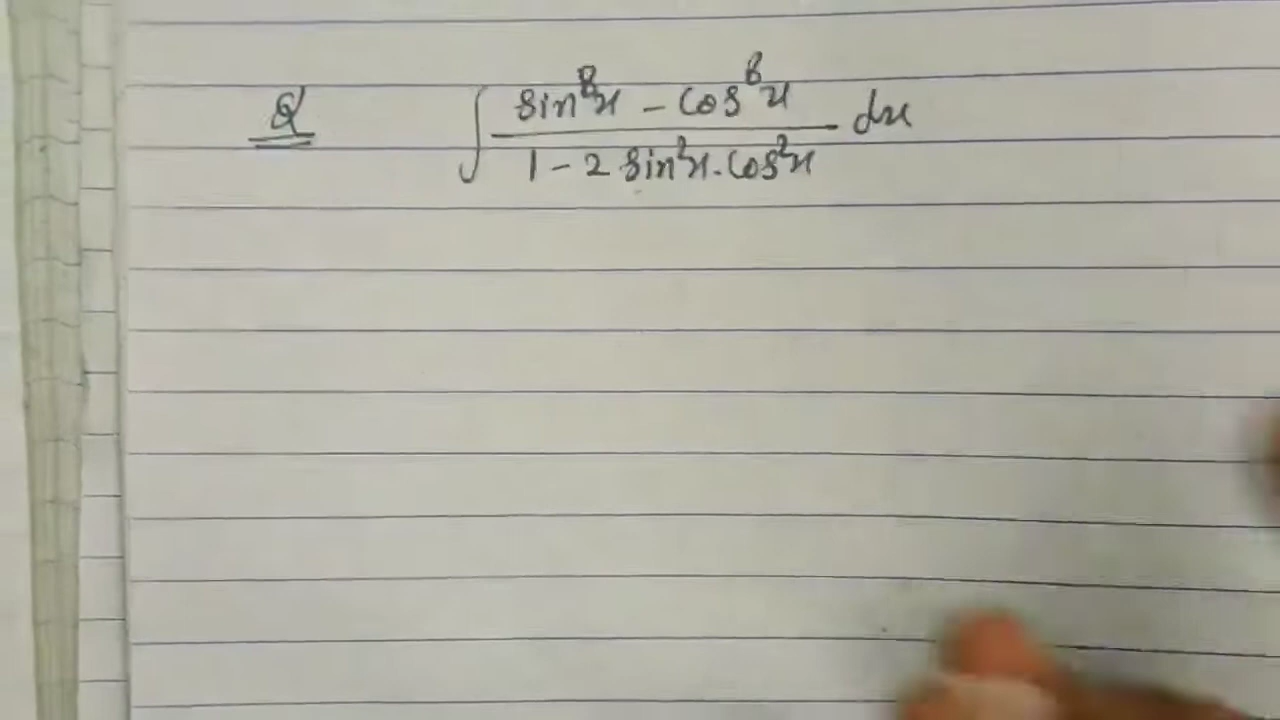 Q ∫ (sin⁸x - cos⁸x)/(1 - 2 sin²x.cos²x) dx